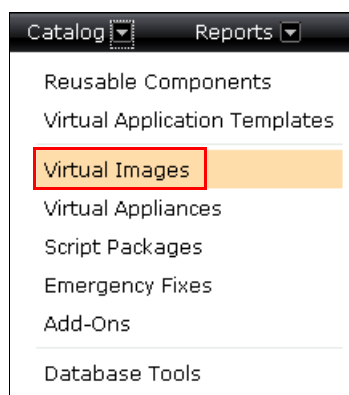 Catalog Reports
Reusable Components
Virtual Application Templates
Virtual Images
Virtual Appliances
Script Packages
Emergency Fixes
Add-Ons
Database Tools